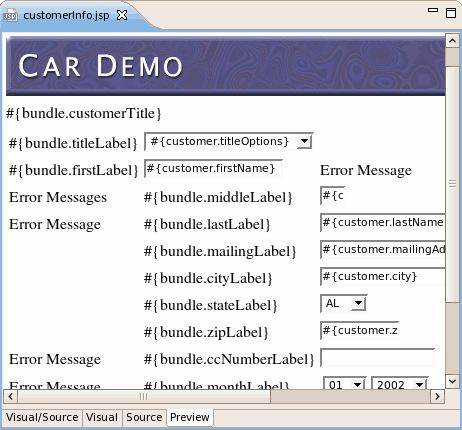 customerInfo.jsp
CAR DEMO
#{bundle.customerTitle}
#{bundle.titleLabel} #{customer.titleOptions}
#{bundle.firstLabel} #{customer.firstName} Error Message
Error Messages #{bundle.middleLabel} #{c
Error Message #{bundle.lastLabel} #{customer.lastName
#{bundle.mailingLabel} #{customer.mailingAd
#{bundle.cityLabel} #{customer.city}
#{bundle.stateLabel} AL
#{bundle.zipLabel} #{customer.z
Error Message #{bundle.ccNumberLabel}
Error Message #{bundle.monthLabel} 01 2002
Visual/Source Visual Source Preview